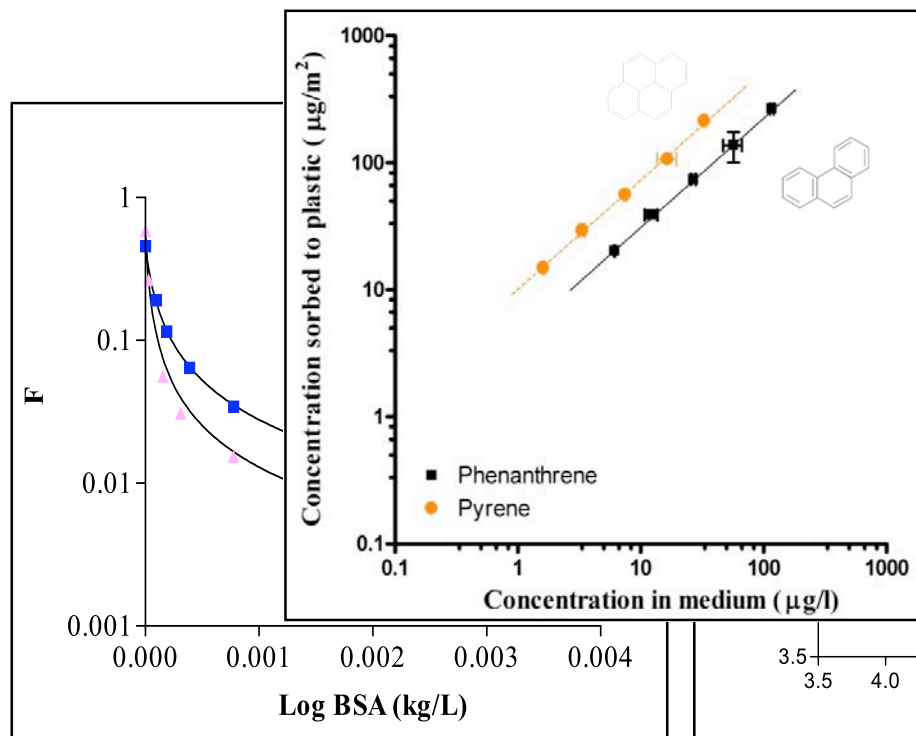 Concentration sorbed to plastic ( µg/m²)
1000
100
10
1
0.1
Phenanthrene
Pyrene
0.1 1 10 100 1000
Concentration in medium ( µg/l)
F
1
0.1
0.01
0.001
0.000 0.001 0.002 0.003 0.004
Log BSA (kg/L)
3.5
3.5 4.0